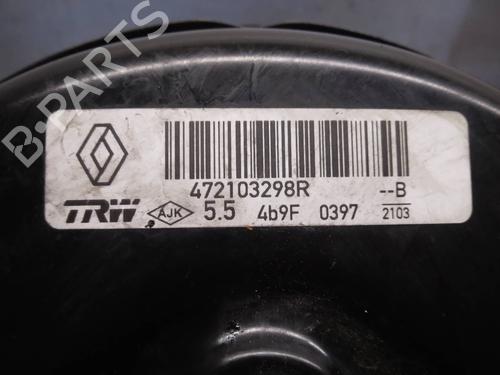 B-PARTS
472103298R --B
TRW AJK 5.5 4b9F 0397 2103